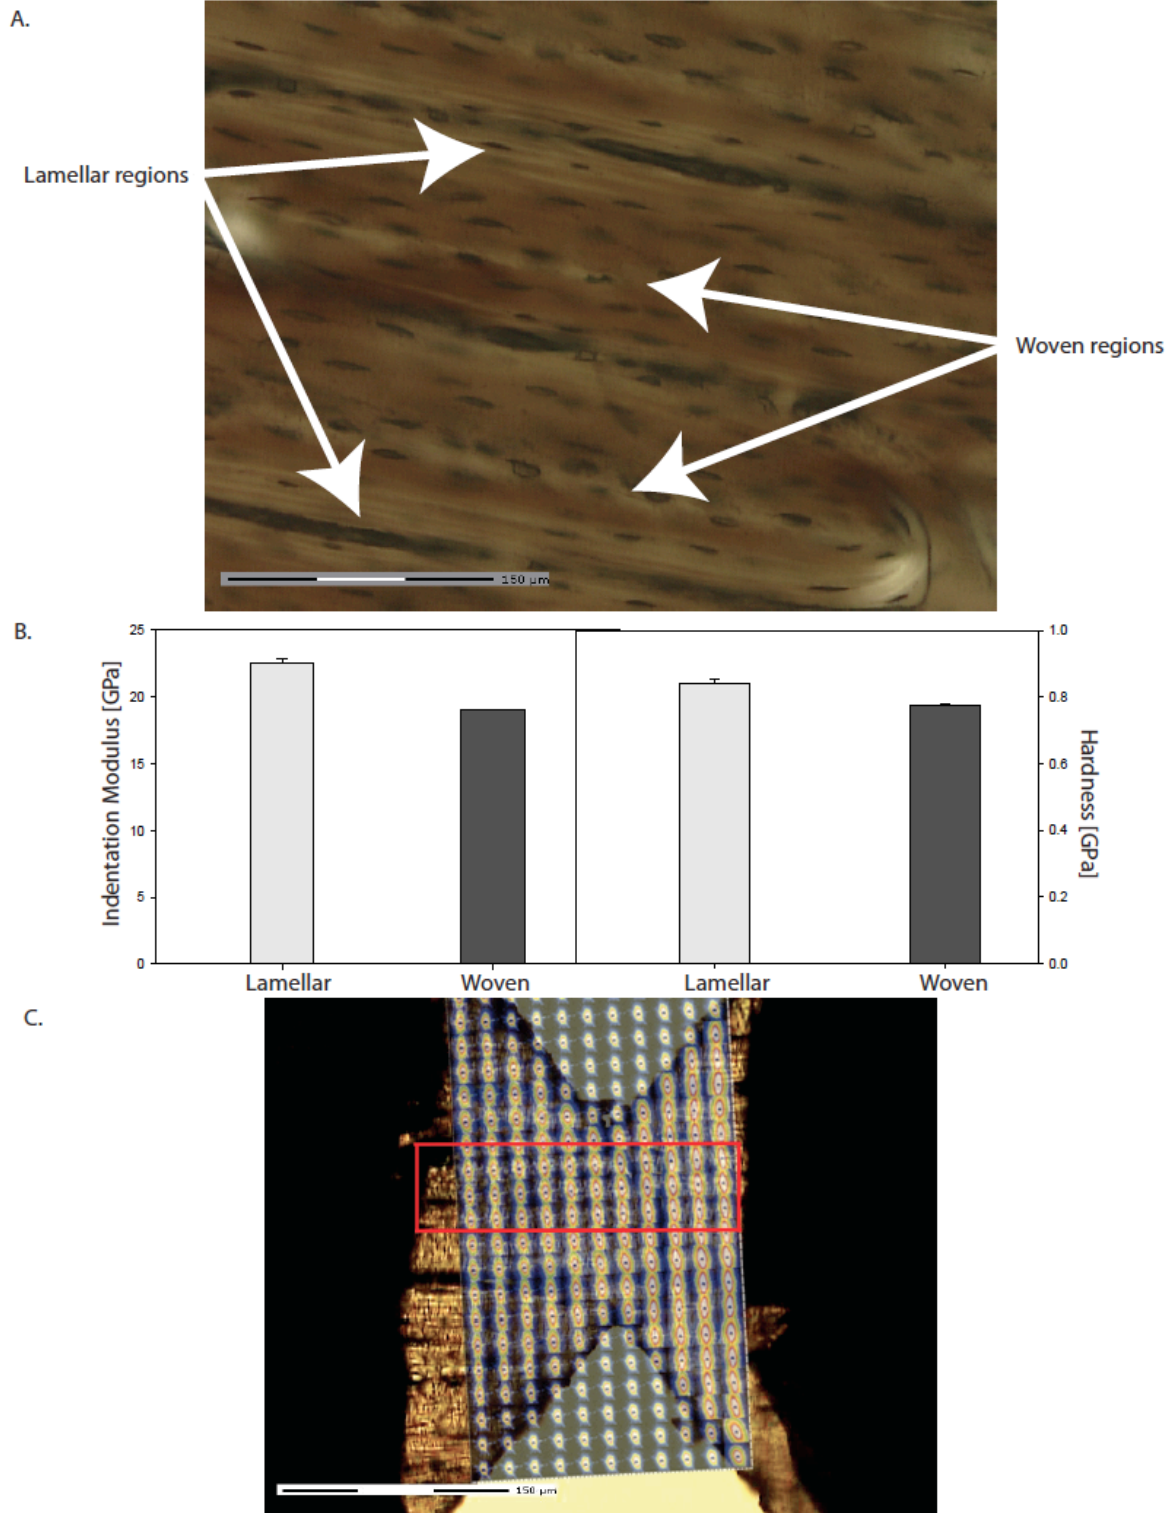 A.
Lamellar regions
Woven regions
150 µm
B.
25
20
15
10
5
0
Indentation Modulus [GPa]
1.0
0.8
0.6
0.4
0.2
0.0
Hardness [GPa]
Lamellar
Woven
Lamellar
Woven
C.
150 µm